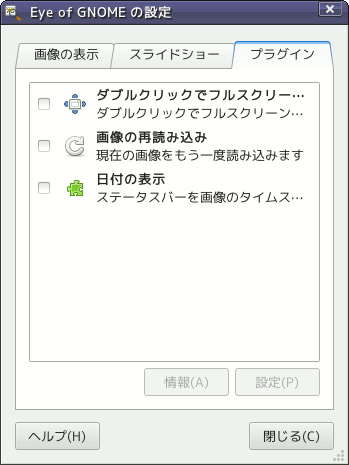 Eye of GNOME の設定
画像の表示 スライドショー プラグイン
ダブルクリックでフルスクリー…
ダブルクリックでフルスクリーン…
画像の再読み込み
現在の画像をもう一度読み込みます
日付の表示
ステータスバーを画像のタイムス…
情報(A) 設定(P)
ヘルプ(H) 閉じる(C)